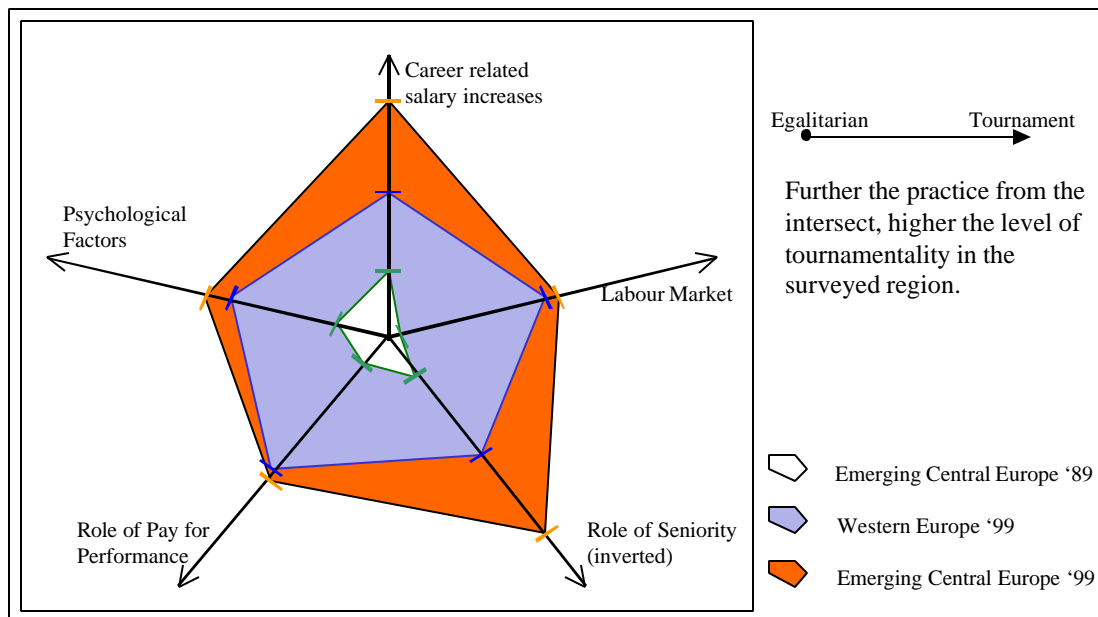 Career related
salary increases
Psychological
Factors
Labour Market
Role of Pay for
Performance
Role of Seniority
(inverted)
Egalitarian Tournament
Further the practice from the
intersect, higher the level of
tournamentality in the
surveyed region.
Emerging Central Europe ‘89
Western Europe ‘99
Emerging Central Europe ‘99